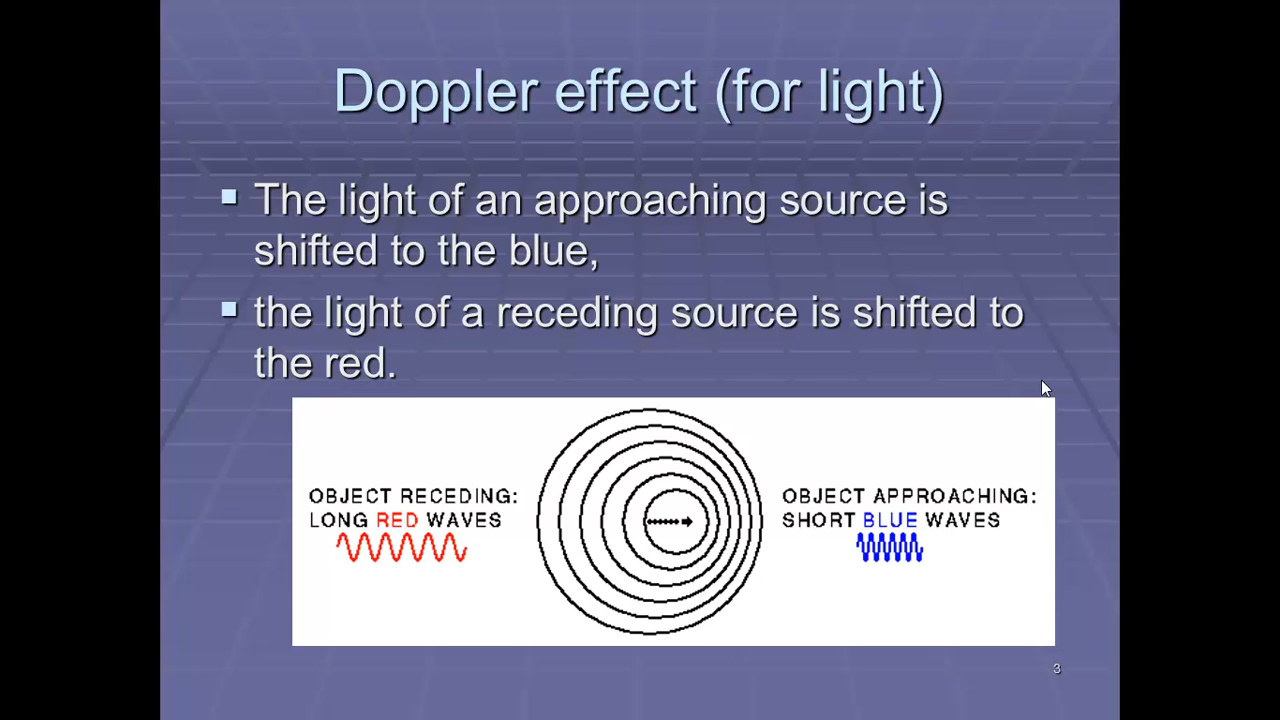 Doppler effect (for light)
The light of an approaching source is
shifted to the blue,
the light of a receding source is shifted to
the red.
OBJECT RECEDING:
LONG RED WAVES
OBJECT APPROACHING:
SHORT BLUE WAVES
3